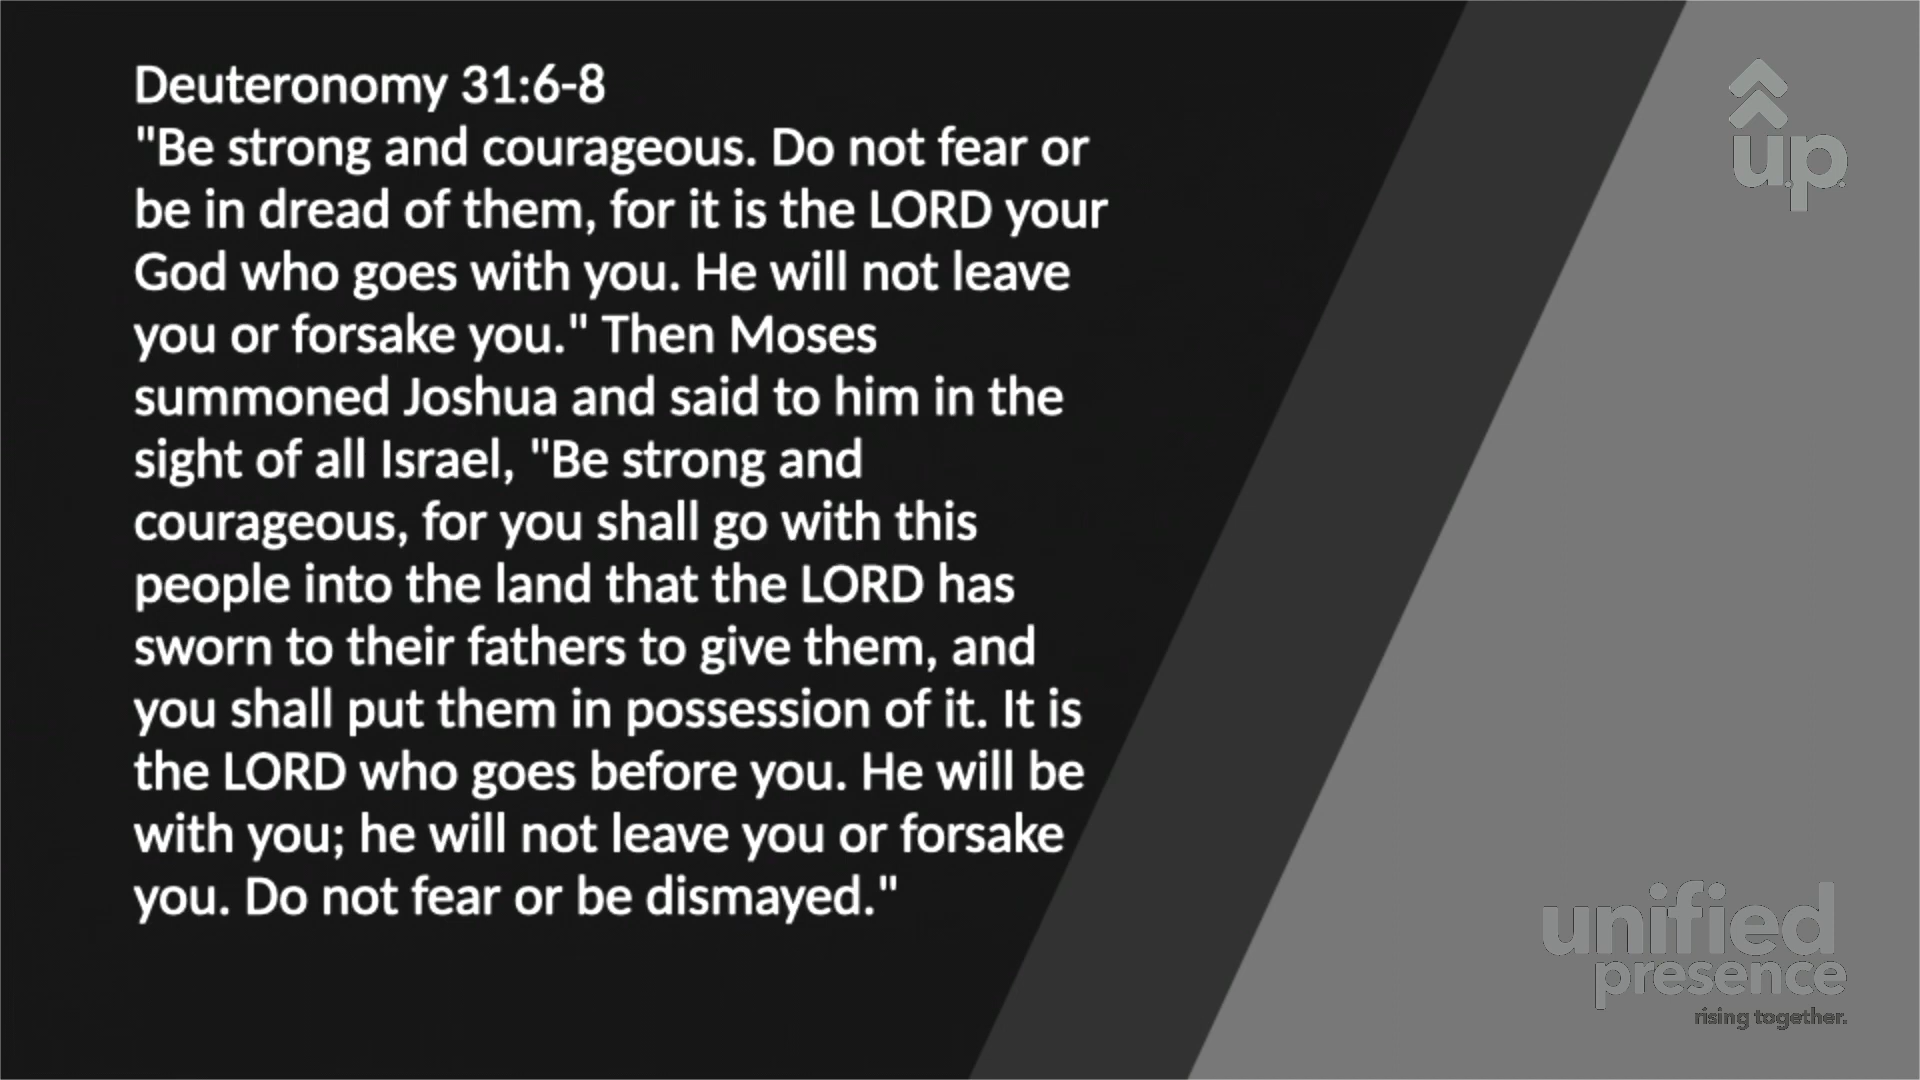 Deuteronomy 31:6-8
"Be strong and courageous. Do not fear or
be in dread of them, for it is the LORD your
God who goes with you. He will not leave
you or forsake you." Then Moses
summoned Joshua and said to him in the
sight of all Israel, "Be strong and
courageous, for you shall go with this
people into the land that the LORD has
sworn to their fathers to give them, and
you shall put them in possession of it. It is
the LORD who goes before you. He will be
with you; he will not leave you or forsake
you. Do not fear or be dismayed."
u.p.
unified
presence
rising together.